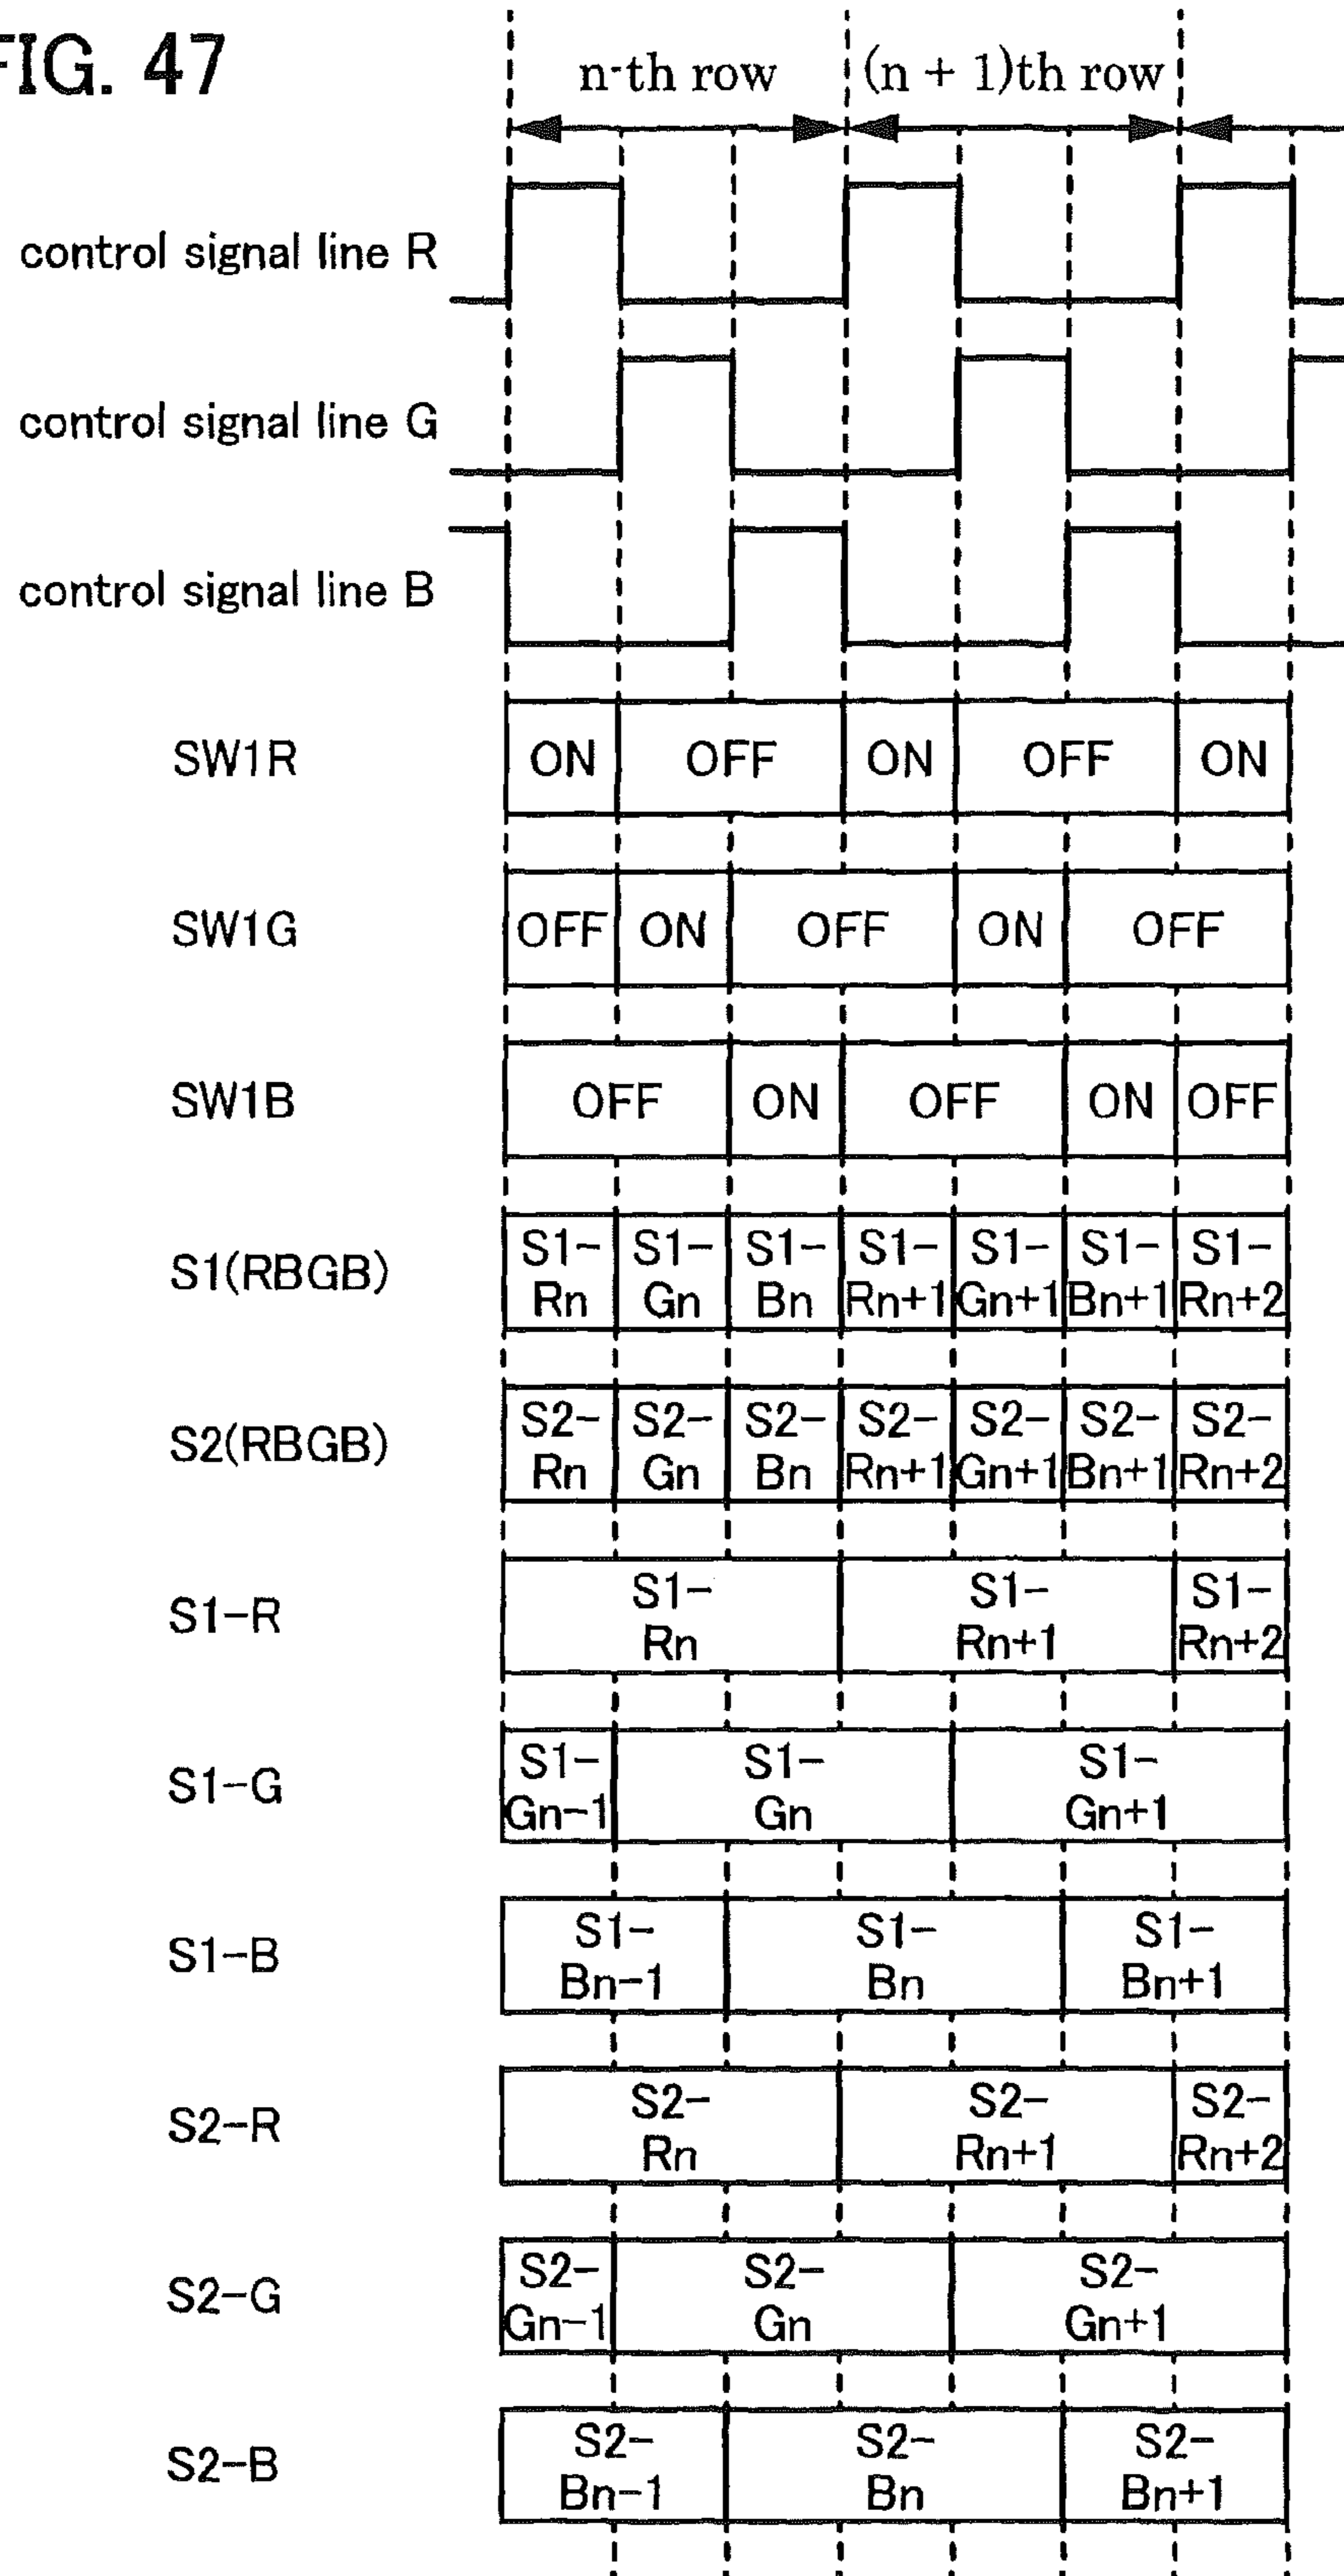 FIG. 47
n-th row (n + 1)th row
control signal line R
control signal line G
control signal line B
SW1R ON OFF ON OFF ON
SW1G OFF ON OFF ON OFF
SW1B OFF ON OFF ON OFF
S1(RBGB) S1-Rn S1-Gn S1-Bn S1-Rn+1 S1-Gn+1 S1-Bn+1 S1-Rn+2
S2(RBGB) S2-Rn S2-Gn S2-Bn S2-Rn+1 S2-Gn+1 S2-Bn+1 S2-Rn+2
S1-R S1-Rn S1-Rn+1 S1-Rn+2
S1-G S1-Gn-1 S1-Gn S1-Gn+1
S1-B S1-Bn-1 S1-Bn S1-Bn+1
S2-R S2-Rn S2-Rn+1 S2-Rn+2
S2-G S2-Gn-1 S2-Gn S2-Gn+1
S2-B S2-Bn-1 S2-Bn S2-Bn+1